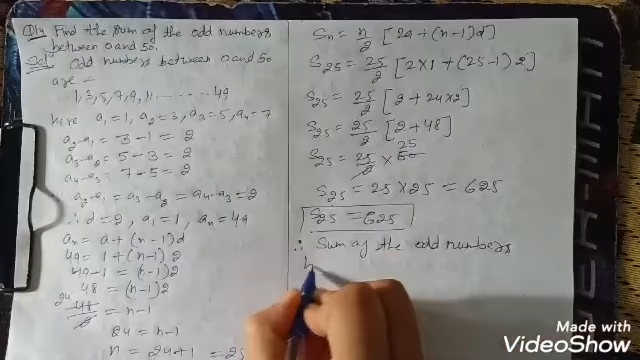 Q14 Find the sum of the odd numbers
between 0 and 50.
Solⁿ Odd numbers between 0 and 50
are –
1, 3, 5, 7, 9, 11 ........ 49
here a₁ = 1, a₂ = 3, a₃ = 5, a₄ = 7
a₂-a₁ = 3 - 1 = 2
a₃-a₂ = 5 - 3 = 2
a₄-a₃ = 7 - 5 = 2
a₂-a₁ = a₃-a₂ = a₄-a₃ = 2
∴ d = 2, a₁ = 1, aₙ = 49
aₙ = a + (n-1)d
49 = 1 + (n-1) 2
49-1 = (n-1)2
48 = (n-1)2
24
48/2 = n-1
24 = n-1
n = 24+1 = 25
Sₙ = n/2 [2a + (n-1)d]
S₂₅ = 25/2 [2×1 + (25-1) 2]
S₂₅ = 25/2 [2 + 24×2]
S₂₅ = 25/2 [2 + 48]
25
S₂₅ = 25/2 × 50
S₂₅ = 25 × 25 = 625
S₂₅ = 625
∴ Sum of the odd numbers
Made with
VideoShow